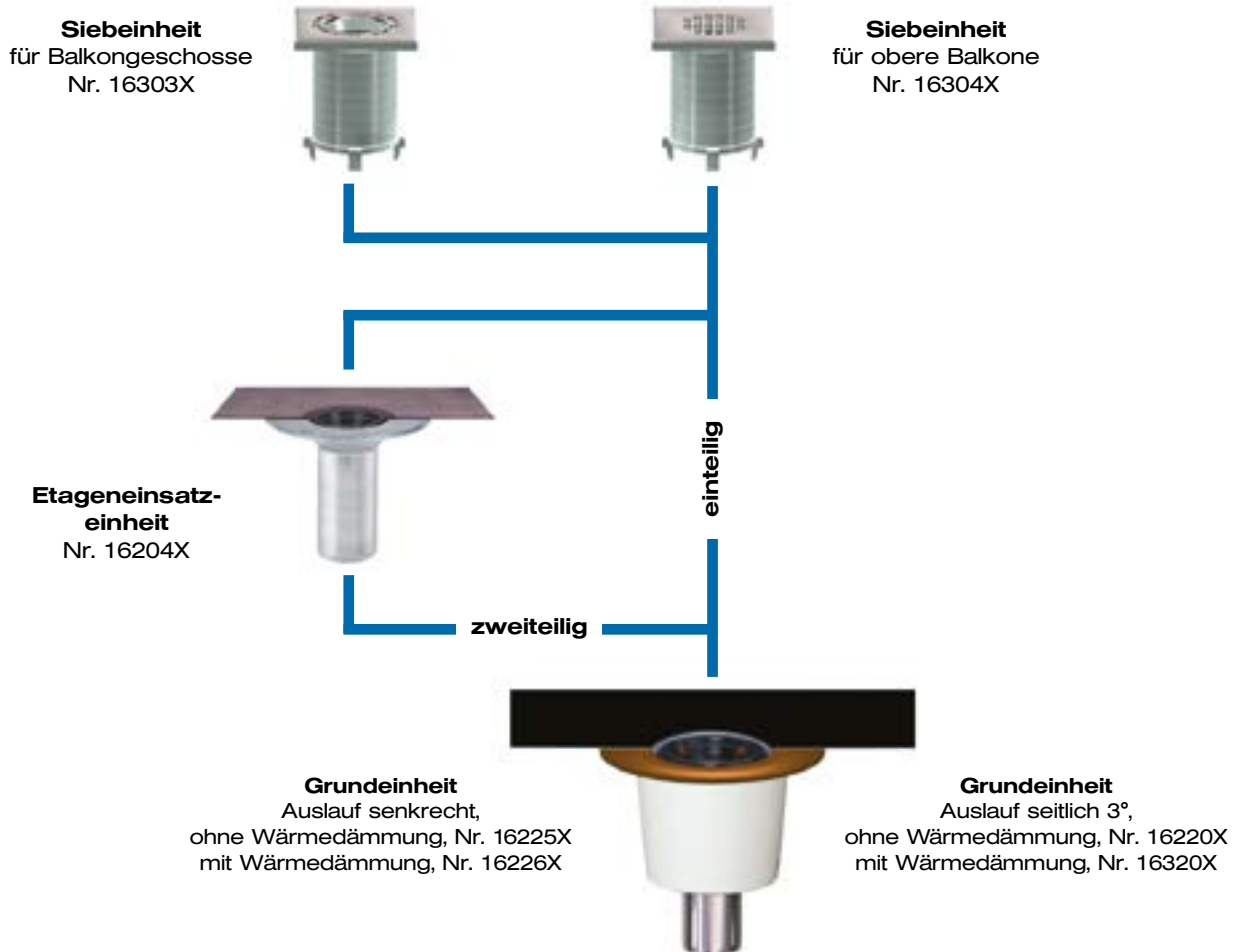 Siebeinheit
für Balkongeschosse
Nr. 16303X
Siebeinheit
für obere Balkone
Nr. 16304X
einteilig
Etageneinsatz-
einheit
Nr. 16204X
zweiteilig
Grundeinheit
Auslauf senkrecht,
ohne Wärmedämmung, Nr. 16225X
mit Wärmedämmung, Nr. 16226X
Grundeinheit
Auslauf seitlich 3°,
ohne Wärmedämmung, Nr. 16220X
mit Wärmedämmung, Nr. 16320X